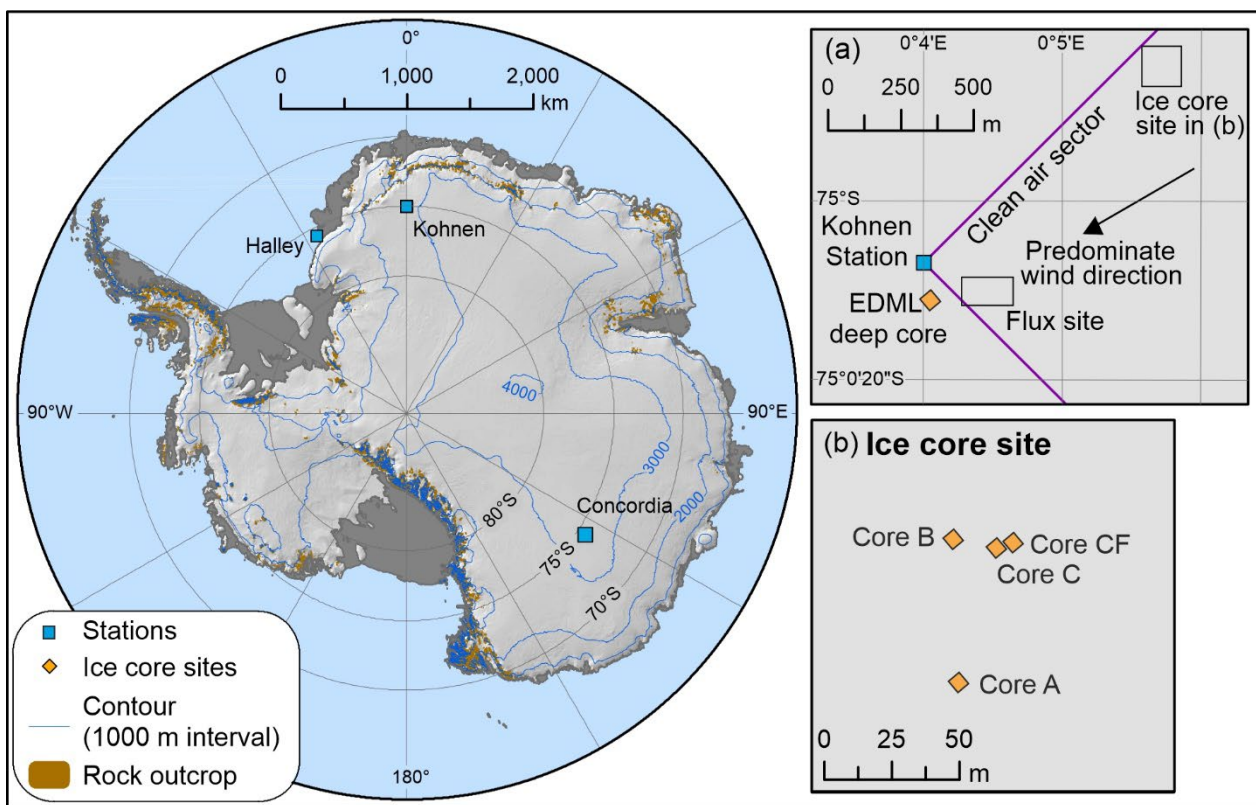 0°
0 1,000 2,000
km
Halley
Kohnen
90°W
4000
90°E
3000
2000
Concordia
80°S
75°S
70°S
180°
Stations
Ice core sites
Contour
(1000 m interval)
Rock outcrop
(a)
0°4'E 0°5'E
0 250 500
m
Ice core
site in (b)
Clean air sector
75°S
Kohnen
Station
Predominate
wind direction
EDML
deep core
Flux site
75°0'20"S
(b) Ice core site
Core B
Core CF
Core C
Core A
0 50
m